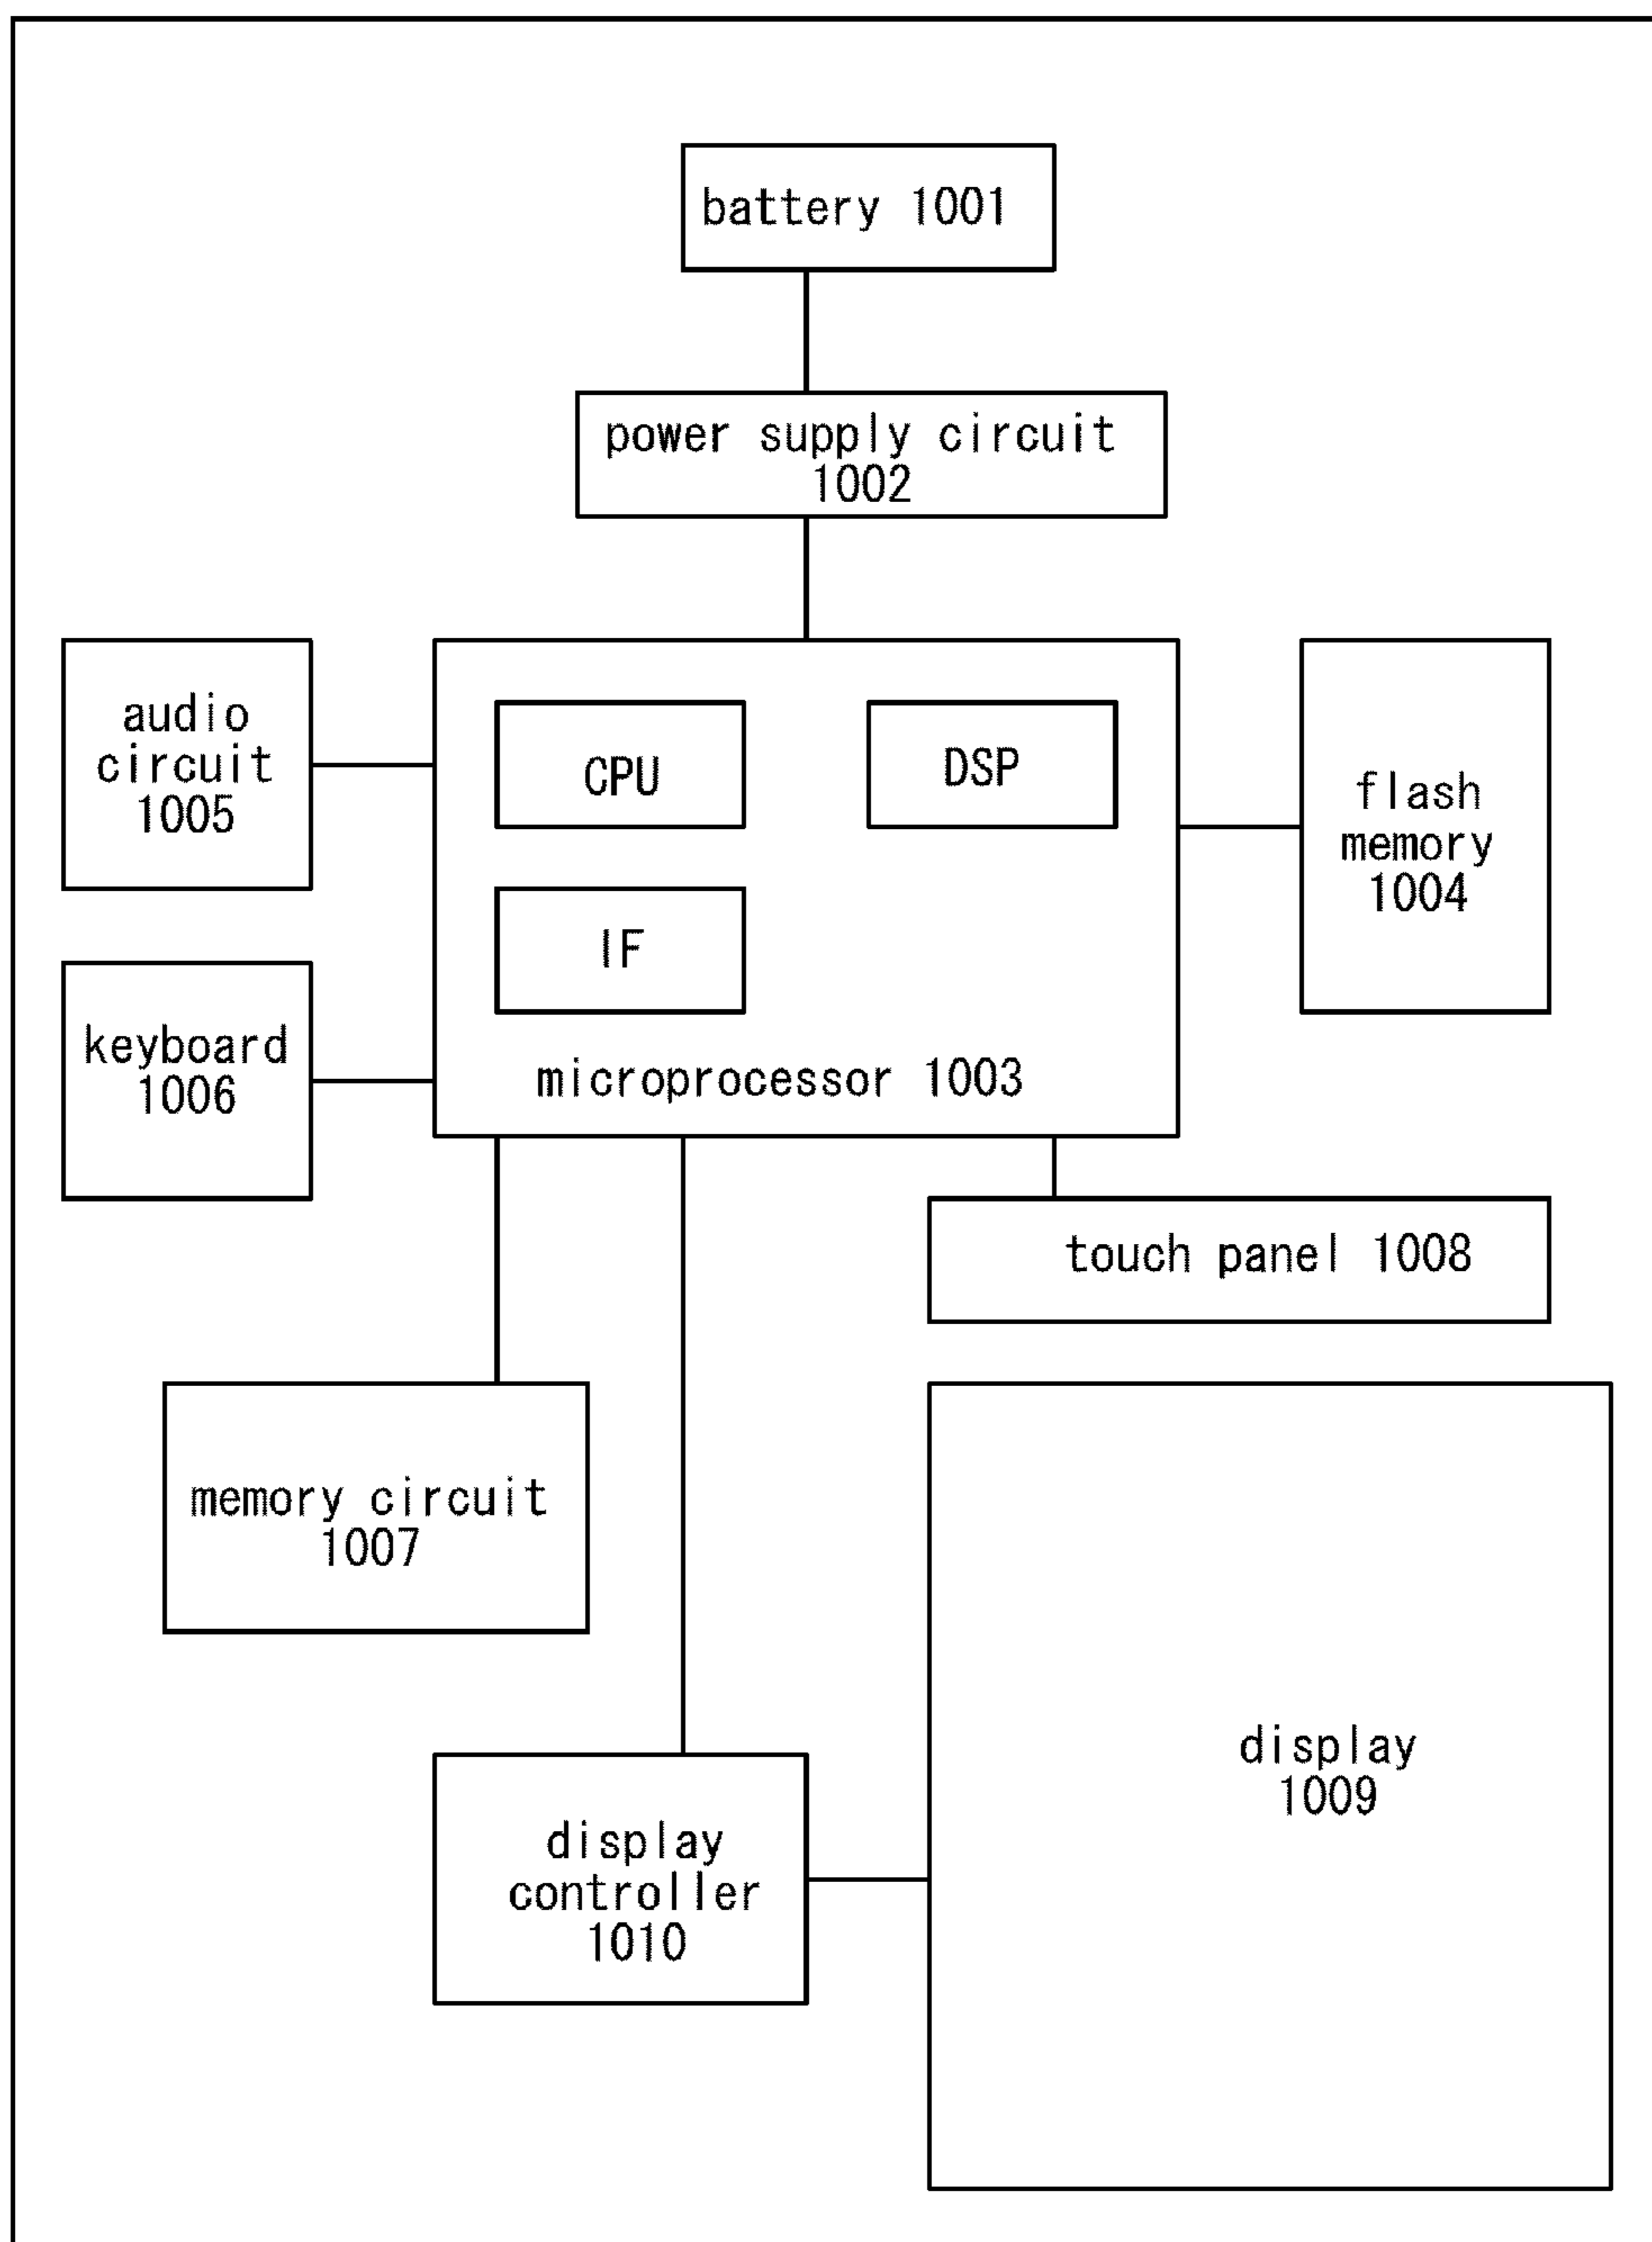 battery 1001
power supply circuit
1002
audio
circuit
1005
CPU
DSP
flash
memory
1004
IF
keyboard
1006
microprocessor 1003
touch panel 1008
memory circuit
1007
display
1009
display
controller
1010